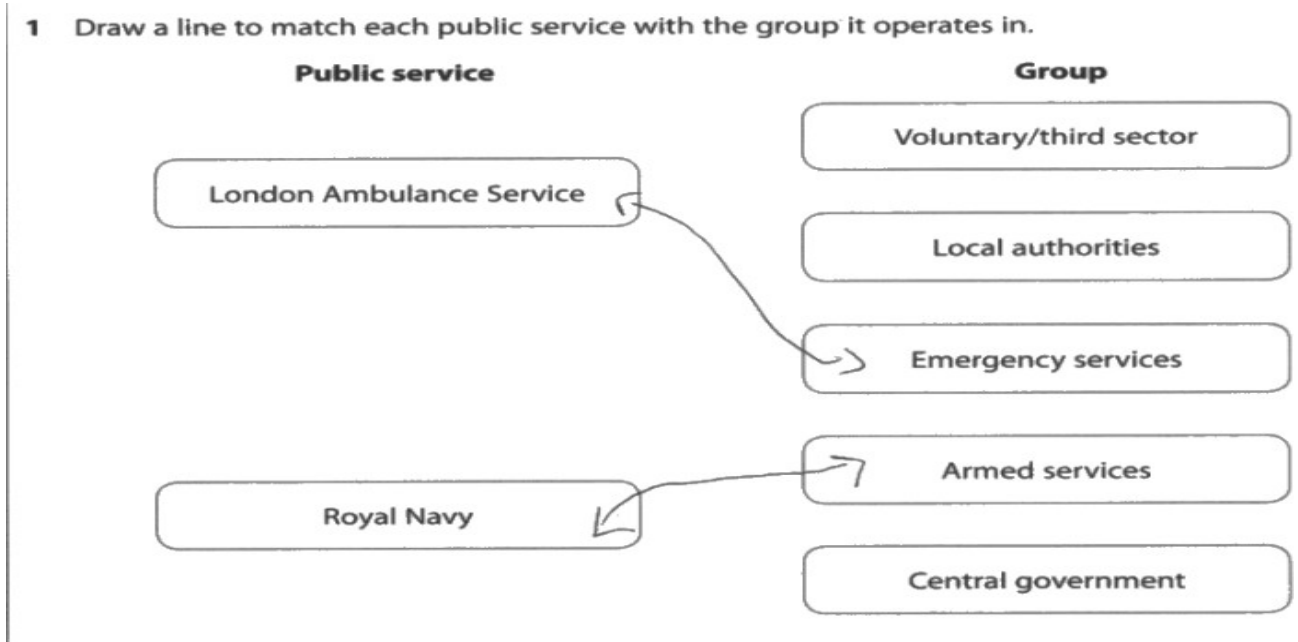 1 Draw a line to match each public service with the group it operates in.
Public service
Group
Voluntary/third sector
London Ambulance Service
Local authorities
Emergency services
Armed services
Royal Navy
Central government